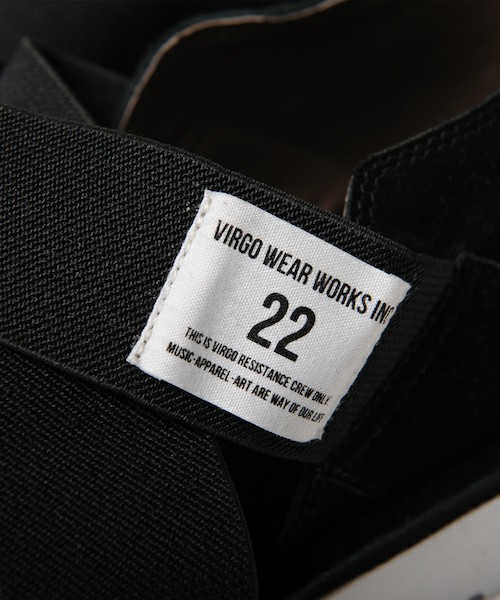 VIRGO WEAR WORKS INC
22
THIS IS VIRGO RESISTANCE CREW ONLY.
MUSIC-APPAREL-ART ARE WAY OF OUR LIFE